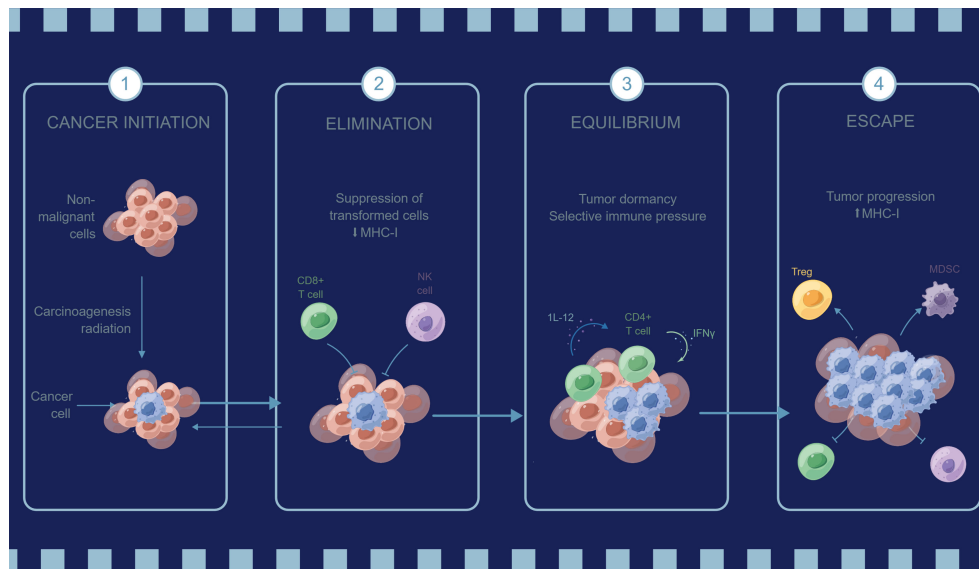 1
CANCER INITIATION
Non-
malignant
cells
Carcinoagenesis
radiation
Cancer
cell
2
ELIMINATION
Suppression of
transformed cells
⬇MHC-I
CD8+
T cell
NK
cell
3
EQUILIBRIUM
Tumor dormancy
Selective immune pressure
1L-12
CD4+
T cell
IFNγ
4
ESCAPE
Tumor progression
⬆MHC-I
Treg
MDSC